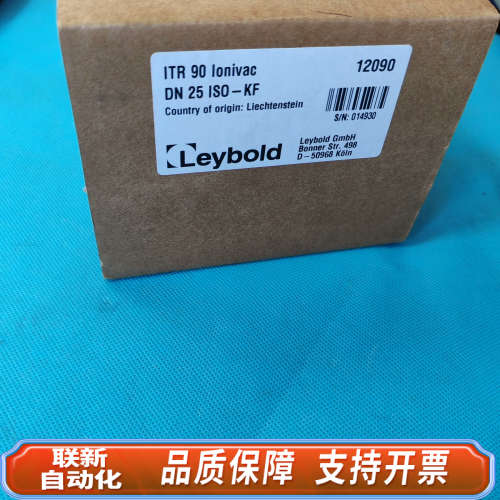 ITR 90 Ionivac
12090
DN 25 ISO-KF
Country of origin: Liechtenstein
S/N: 014930
Leybold
Leybold GmbH
Bonner Str. 498
D-50968 Köln
联新
自动化
品质保障 支持开票